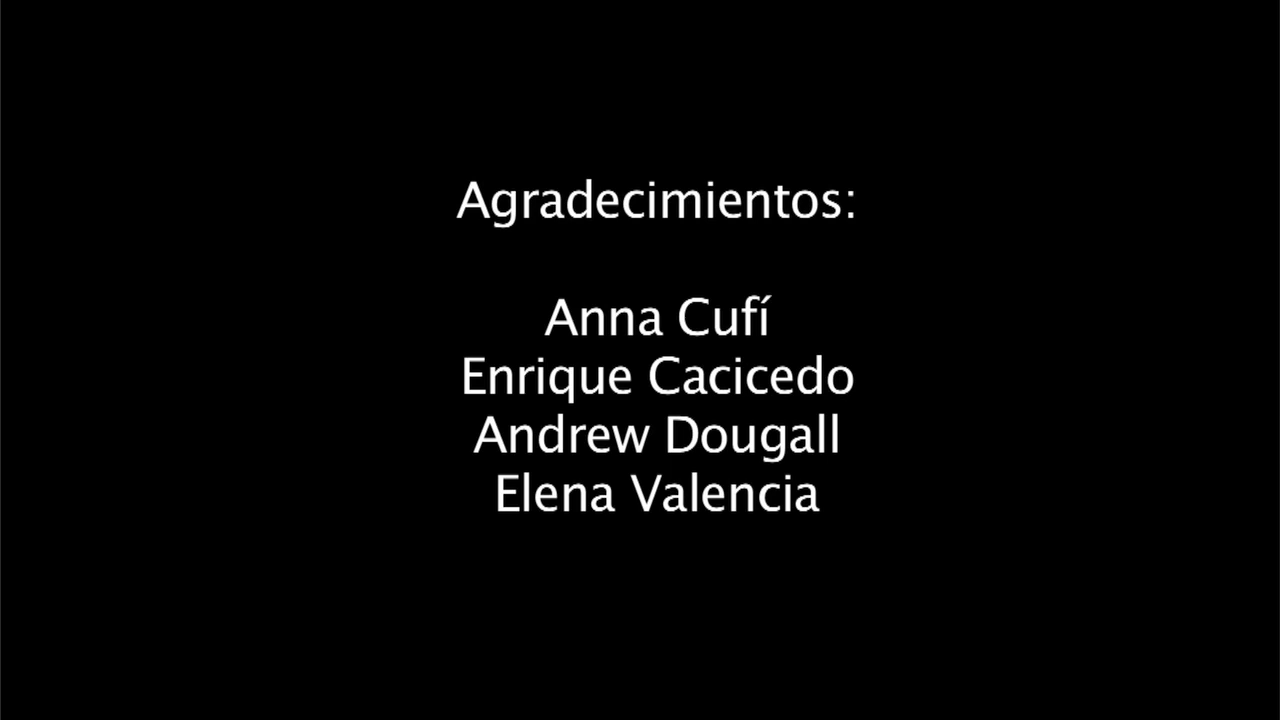 Agradecimientos:
Anna Cufí
Enrique Cacicedo
Andrew Dougall
Elena Valencia